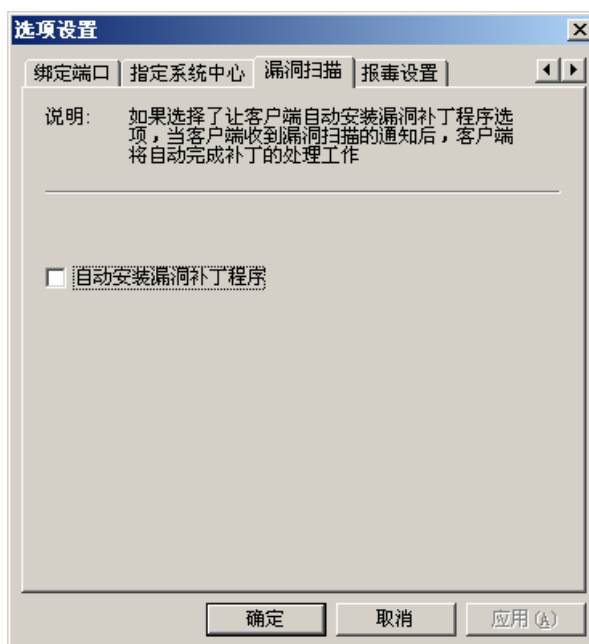 选项设置
绑定端口 指定系统中心 漏洞扫描 报毒设置
说明: 如果选择了让客户端自动安装漏洞补丁程序选
项，当客户端收到漏洞扫描的通知后，客户端
将自动完成补丁的处理工作
自动安装漏洞补丁程序
确定 取消 应用(A)